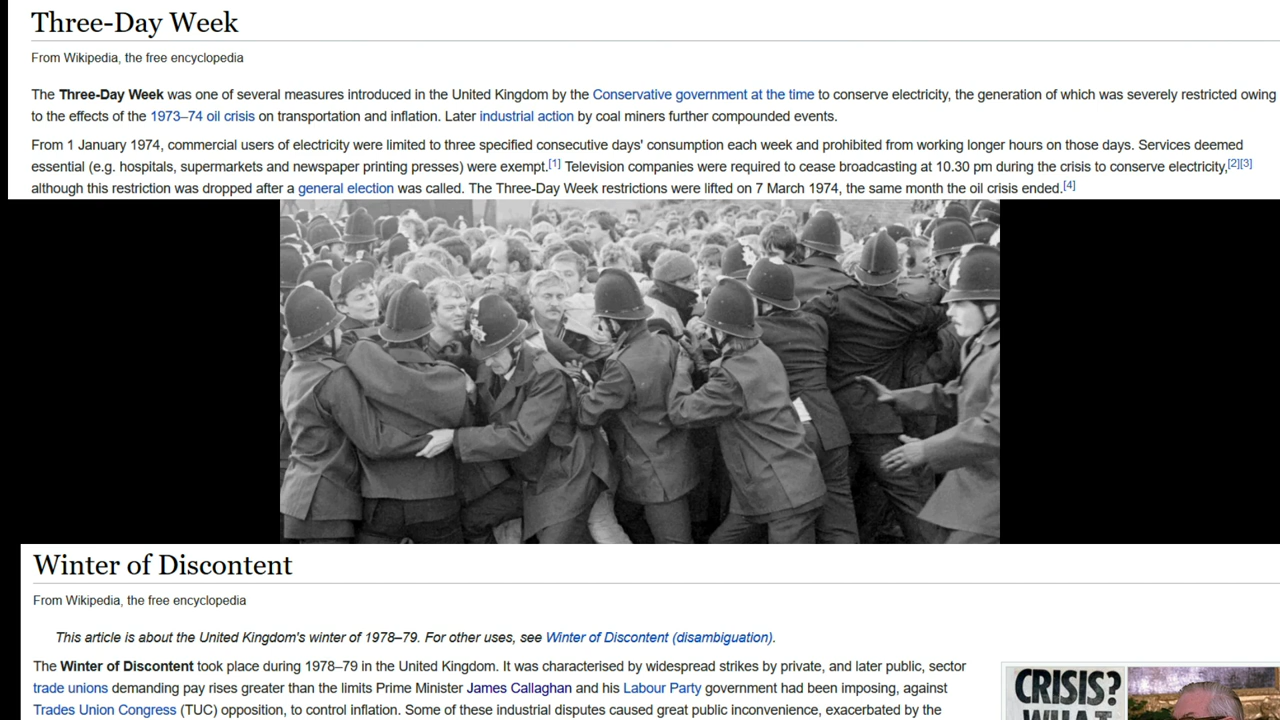 Three-Day Week
From Wikipedia, the free encyclopedia
The Three-Day Week was one of several measures introduced in the United Kingdom by the Conservative government at the time to conserve electricity, the generation of which was severely restricted owing
to the effects of the 1973–74 oil crisis on transportation and inflation. Later industrial action by coal miners further compounded events.
From 1 January 1974, commercial users of electricity were limited to three specified consecutive days' consumption each week and prohibited from working longer hours on those days. Services deemed
essential (e.g. hospitals, supermarkets and newspaper printing presses) were exempt.[1] Television companies were required to cease broadcasting at 10.30 pm during the crisis to conserve electricity,[2][3]
although this restriction was dropped after a general election was called. The Three-Day Week restrictions were lifted on 7 March 1974, the same month the oil crisis ended.[4]
Winter of Discontent
From Wikipedia, the free encyclopedia
This article is about the United Kingdom's winter of 1978–79. For other uses, see Winter of Discontent (disambiguation).
The Winter of Discontent took place during 1978–79 in the United Kingdom. It was characterised by widespread strikes by private, and later public, sector
trade unions demanding pay rises greater than the limits Prime Minister James Callaghan and his Labour Party government had been imposing, against
Trades Union Congress (TUC) opposition, to control inflation. Some of these industrial disputes caused great public inconvenience, exacerbated by the
CRISIS?
WHAT